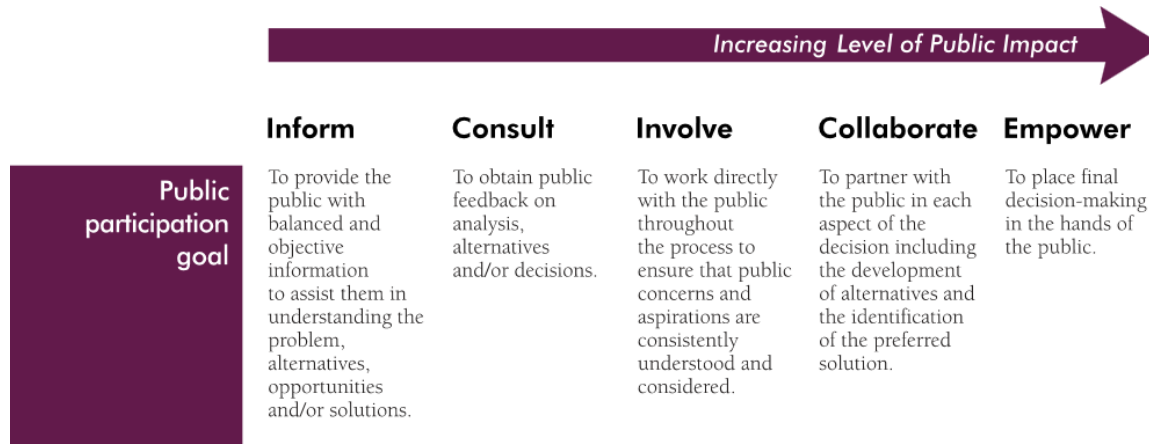 Increasing Level of Public Impact
Inform
Consult
Involve
Collaborate
Empower
Public
participation
goal
To provide the
public with
balanced and
objective
information
to assist them in
understanding the
problem,
alternatives,
opportunities
and/or solutions.
To obtain public
feedback on
analysis,
alternatives
and/or decisions.
To work directly
with the public
throughout
the process to
ensure that public
concerns and
aspirations are
consistently
understood and
considered.
To partner with
the public in each
aspect of the
decision including
the development
of alternatives and
the identification
of the preferred
solution.
To place final
decision-making
in the hands of
the public.